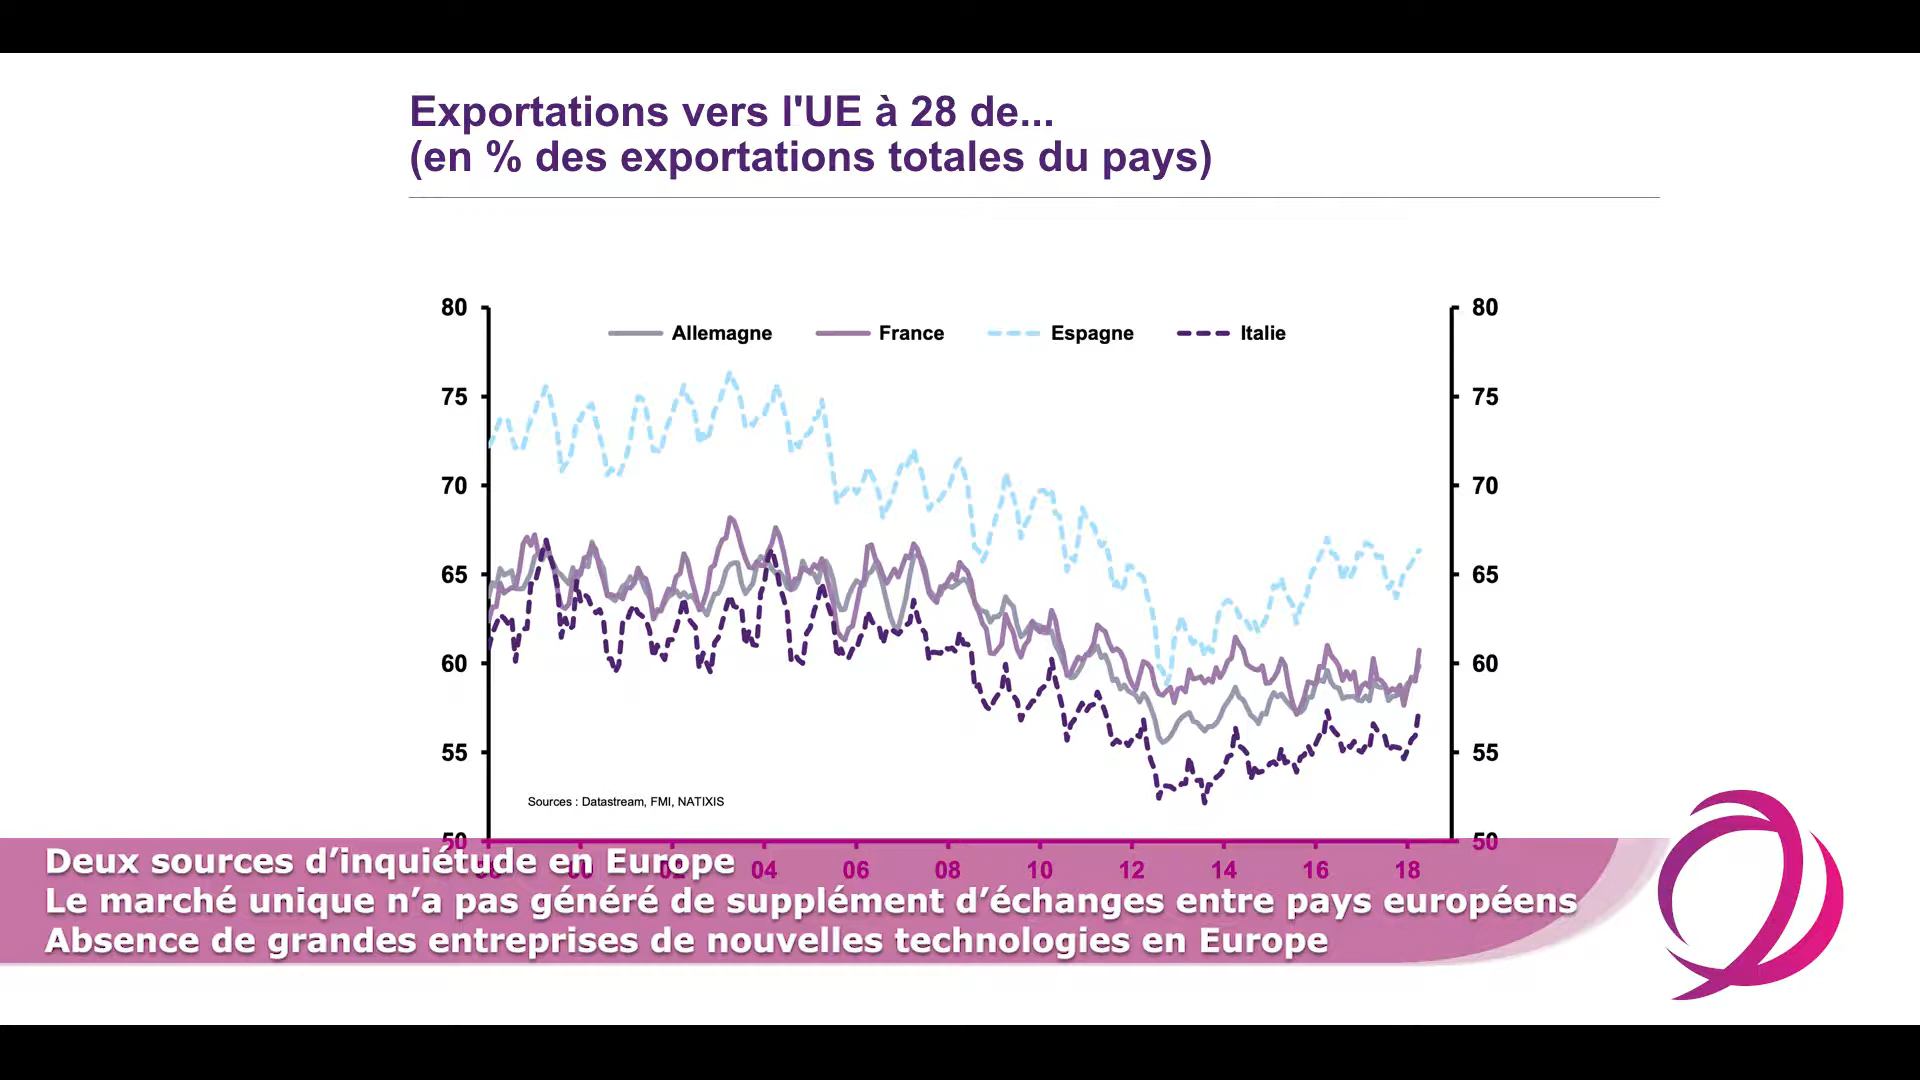 Exportations vers l'UE à 28 de...
(en % des exportations totales du pays)
80 80
Allemagne France Espagne Italie
75 75
70 70
65 65
60 60
55 55
Sources : Datastream, FMI, NATIXIS
50 50
98 00 02 04 06 08 10 12 14 16 18
Deux sources d’inquiétude en Europe
Le marché unique n’a pas généré de supplément d’échanges entre pays européens
Absence de grandes entreprises de nouvelles technologies en Europe